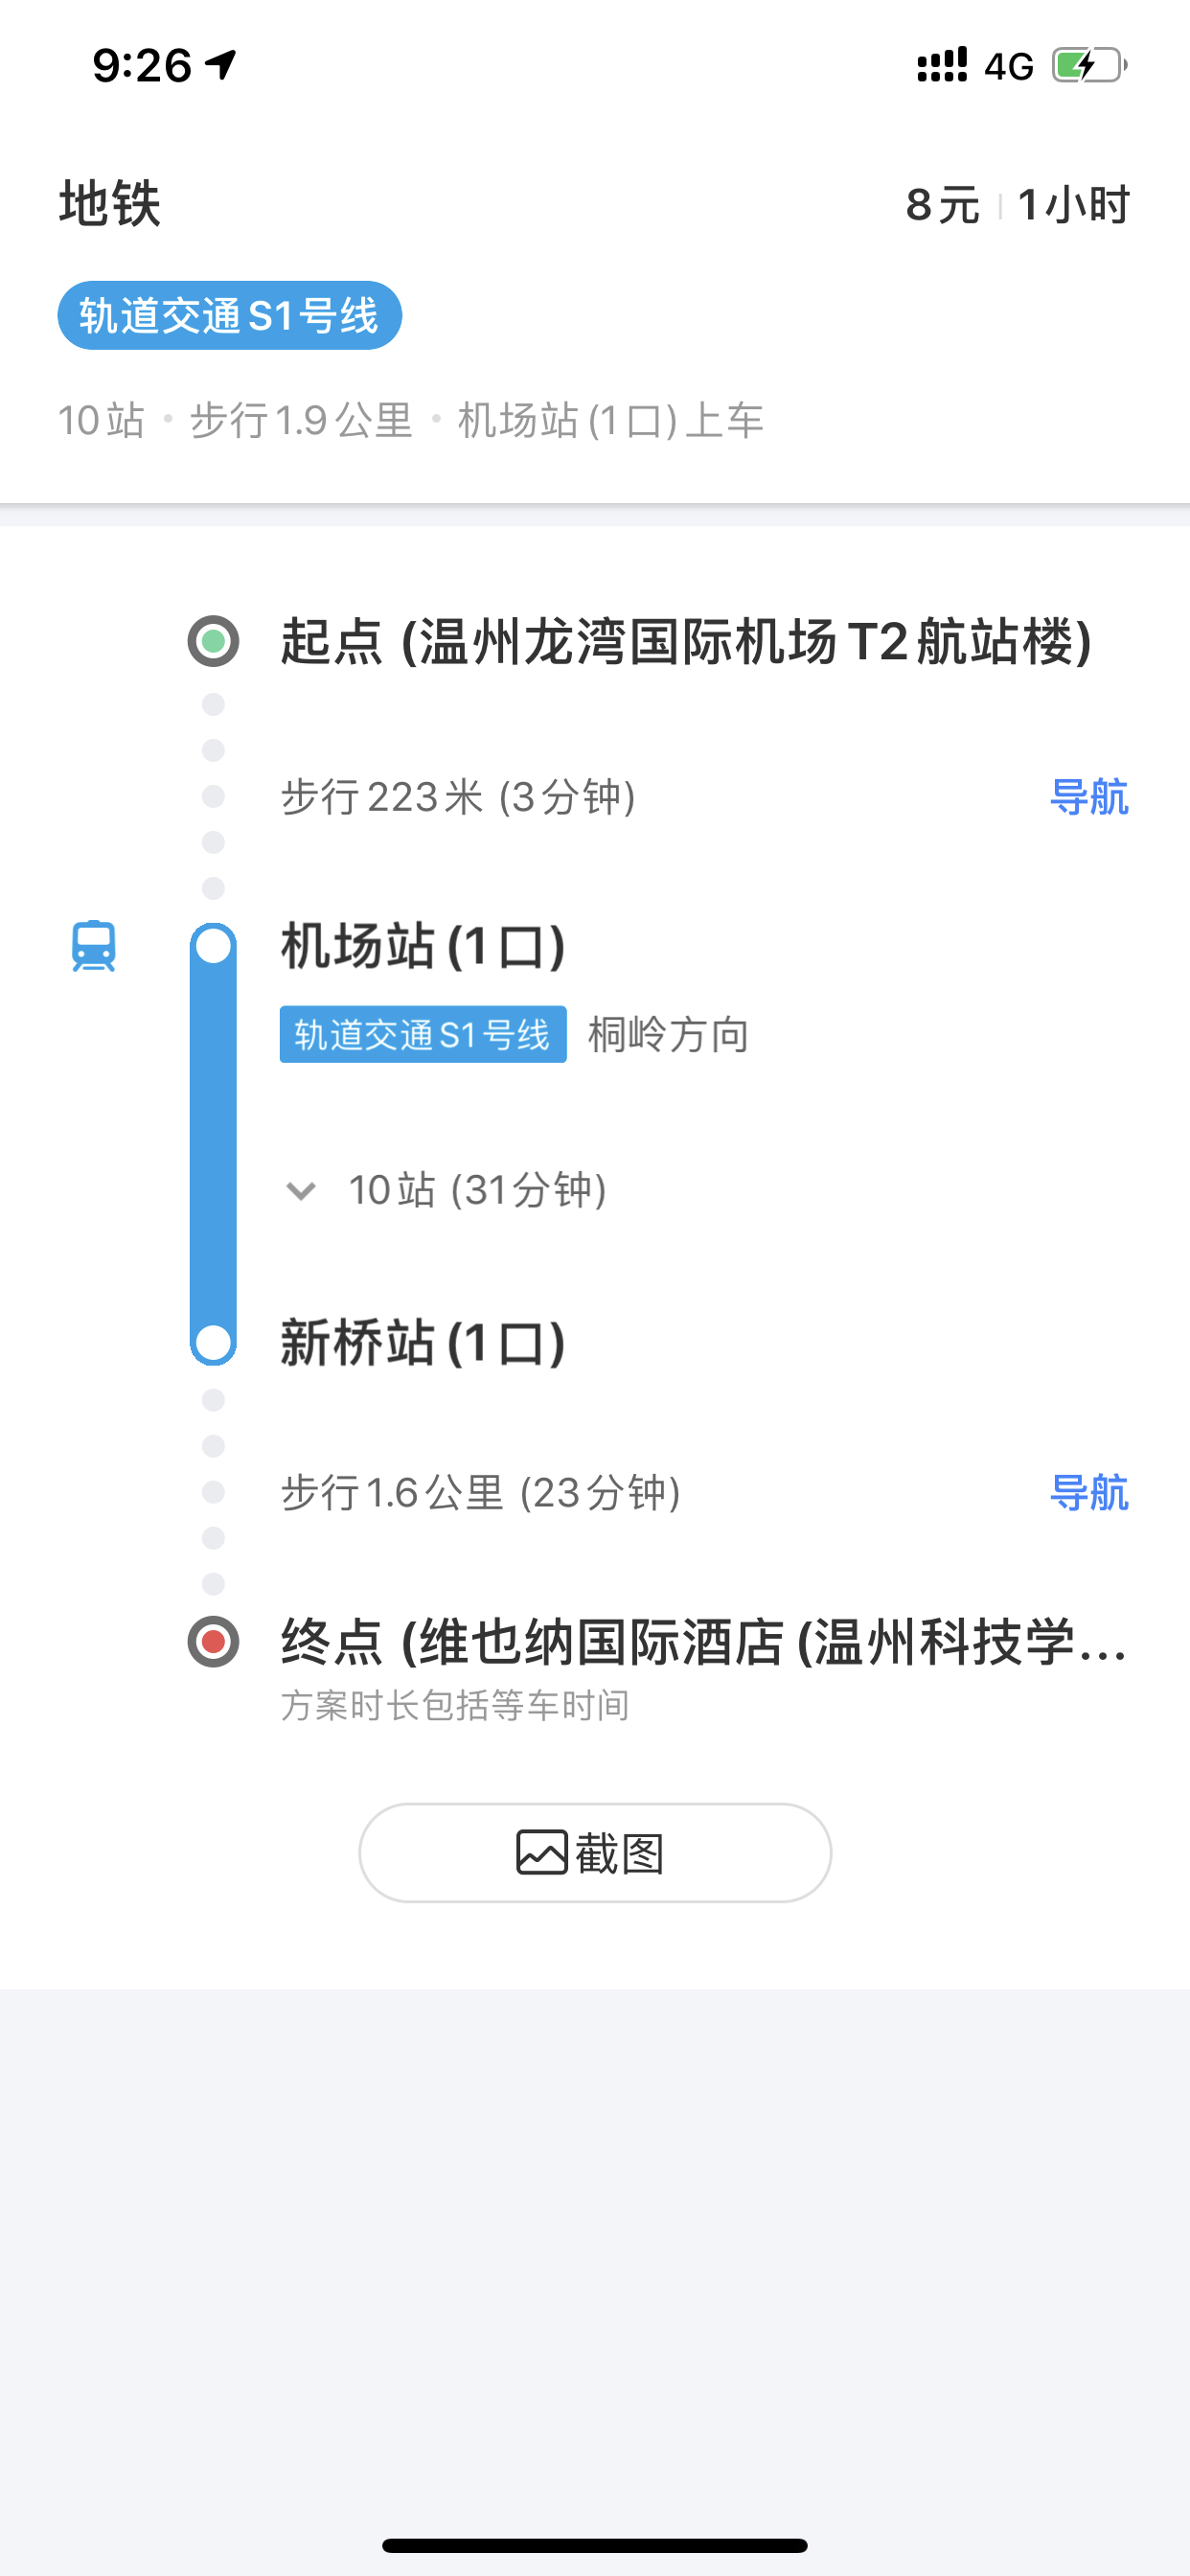 9:26 4G
地铁 8元 1小时
轨道交通S1号线
10站 · 步行1.9公里 · 机场站(1口)上车
起点 (温州龙湾国际机场T2航站楼)
步行223米 (3分钟) 导航
机场站(1口)
轨道交通S1号线 桐岭方向
10站 (31分钟)
新桥站(1口)
步行1.6公里 (23分钟) 导航
终点 (维也纳国际酒店(温州科技学...
方案时长包括等车时间
截图